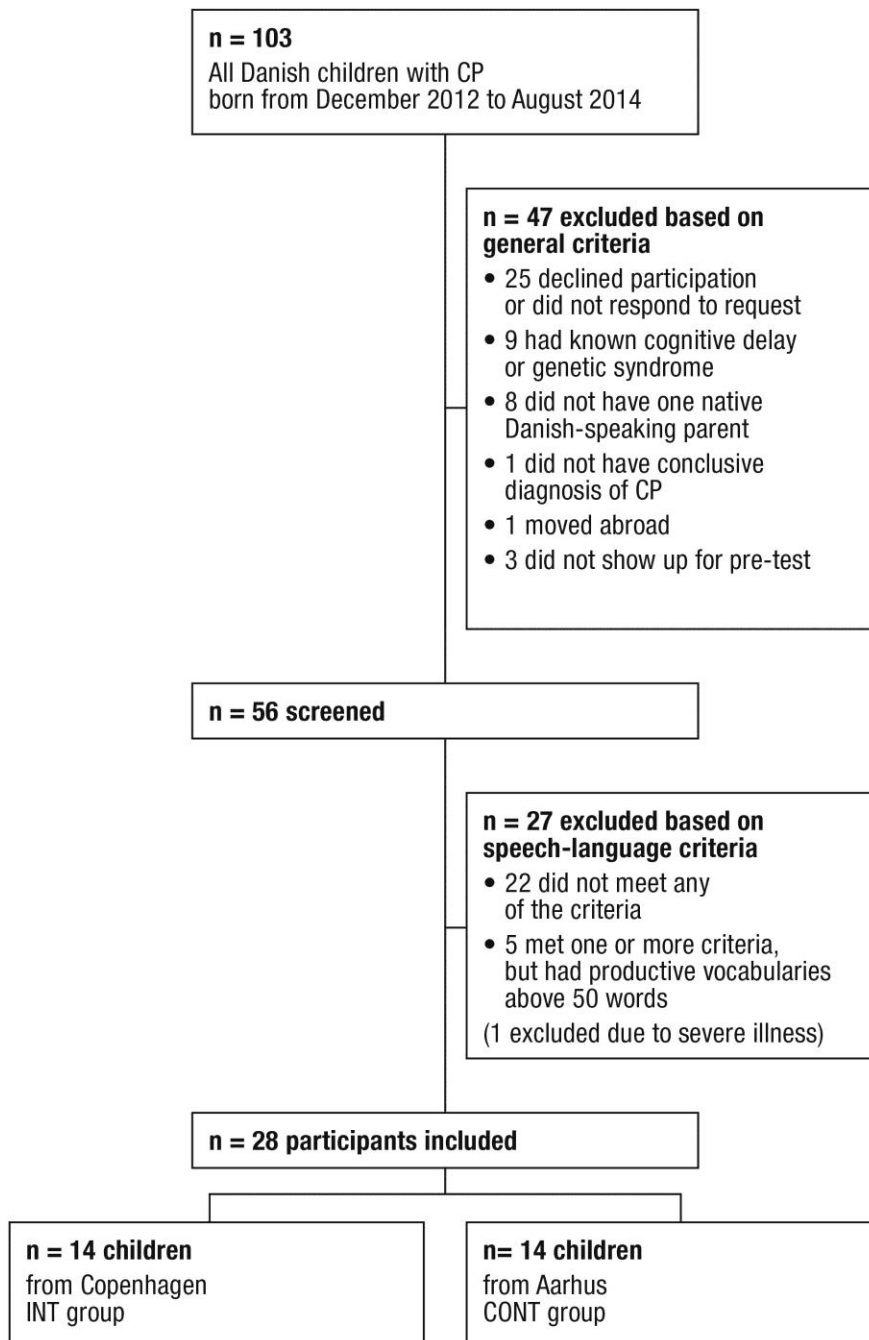 n = 103
All Danish children with CP
born from December 2012 to August 2014
n = 47 excluded based on
general criteria
• 25 declined participation
or did not respond to request
• 9 had known cognitive delay
or genetic syndrome
• 8 did not have one native
Danish-speaking parent
• 1 did not have conclusive
diagnosis of CP
• 1 moved abroad
• 3 did not show up for pre-test
n = 56 screened
n = 27 excluded based on
speech-language criteria
• 22 did not meet any
of the criteria
• 5 met one or more criteria,
but had productive vocabularies
above 50 words
(1 excluded due to severe illness)
n = 28 participants included
n = 14 children
from Copenhagen
INT group
n= 14 children
from Aarhus
CONT group